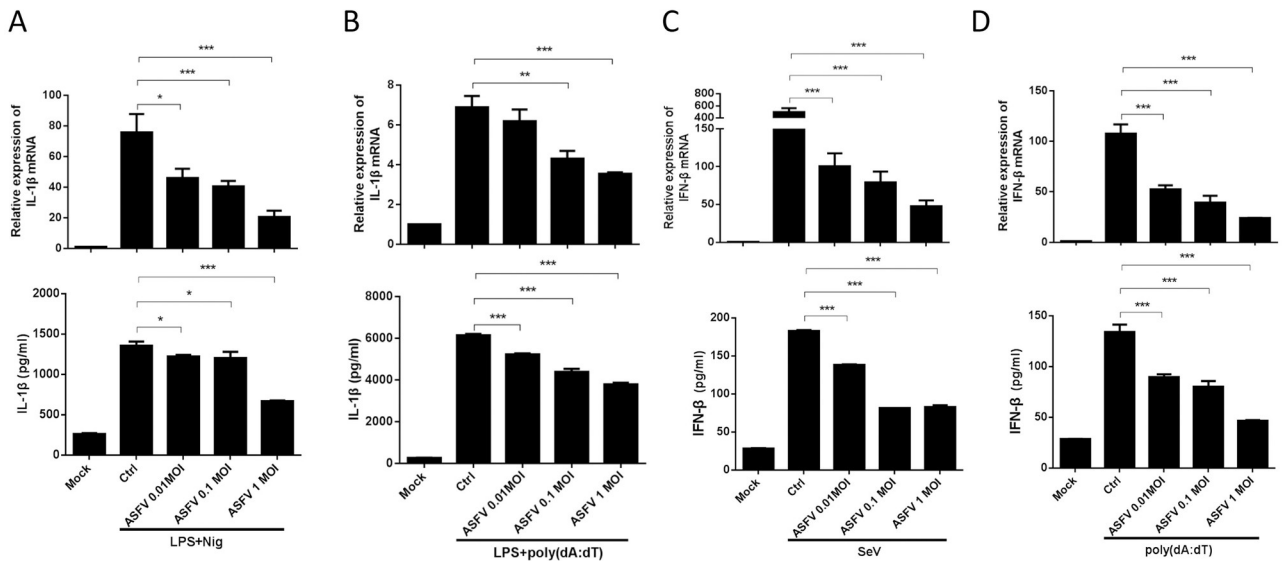 A
Relative expression of
IL-1β mRNA
100
80
60
40
20
0
*
***
***
IL-1β (pg/ml)
2000
1500
1000
500
0
*
*
***
Mock
Ctrl
ASFV 0.01MOI
ASFV 0.1 MOI
ASFV 1 MOI
LPS+Nig
B
Relative expression of
IL-1β mRNA
8
6
4
2
0
**
***
IL-1β (pg/ml)
8000
6000
4000
2000
0
***
***
***
Mock
Ctrl
ASFV 0.01MOI
ASFV 0.1 MOI
ASFV 1 MOI
LPS+poly(dA:dT)
C
Relative expression of
IFN-β mRNA
800
600
400
150
100
50
0
***
***
***
IFN-β (pg/ml)
200
150
100
50
0
***
***
***
Mock
Ctrl
ASFV 0.01MOI
ASFV 0.1 MOI
ASFV 1 MOI
SeV
D
Relative expression of
IFN-β mRNA
150
100
50
0
***
***
***
IFN-β (pg/ml)
150
100
50
0
***
***
***
Mock
Ctrl
ASFV 0.01MOI
ASFV 0.1 MOI
ASFV 1 MOI
poly(dA:dT)